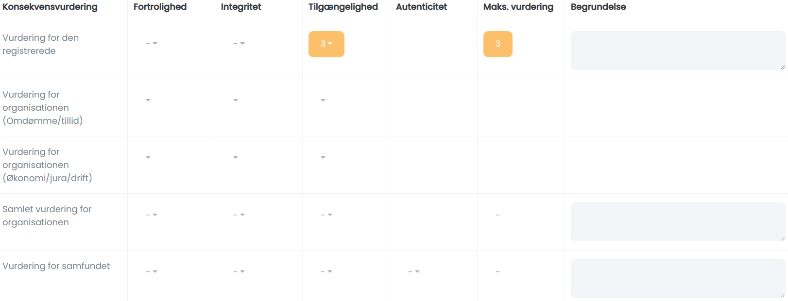 Konsekvensvurdering Fortrolighed Integritet Tilgængelighed Autenticitet Maks. vurdering Begrundelse
Vurdering for den
registrerede
- - 3 3
Vurdering for
organisationen
(Omdømme/tillid)
Vurdering for
organisationen
(Økonomi/jura/drift)
Samlet vurdering for
organisationen
- - - -
Vurdering for samfundet - - - - -